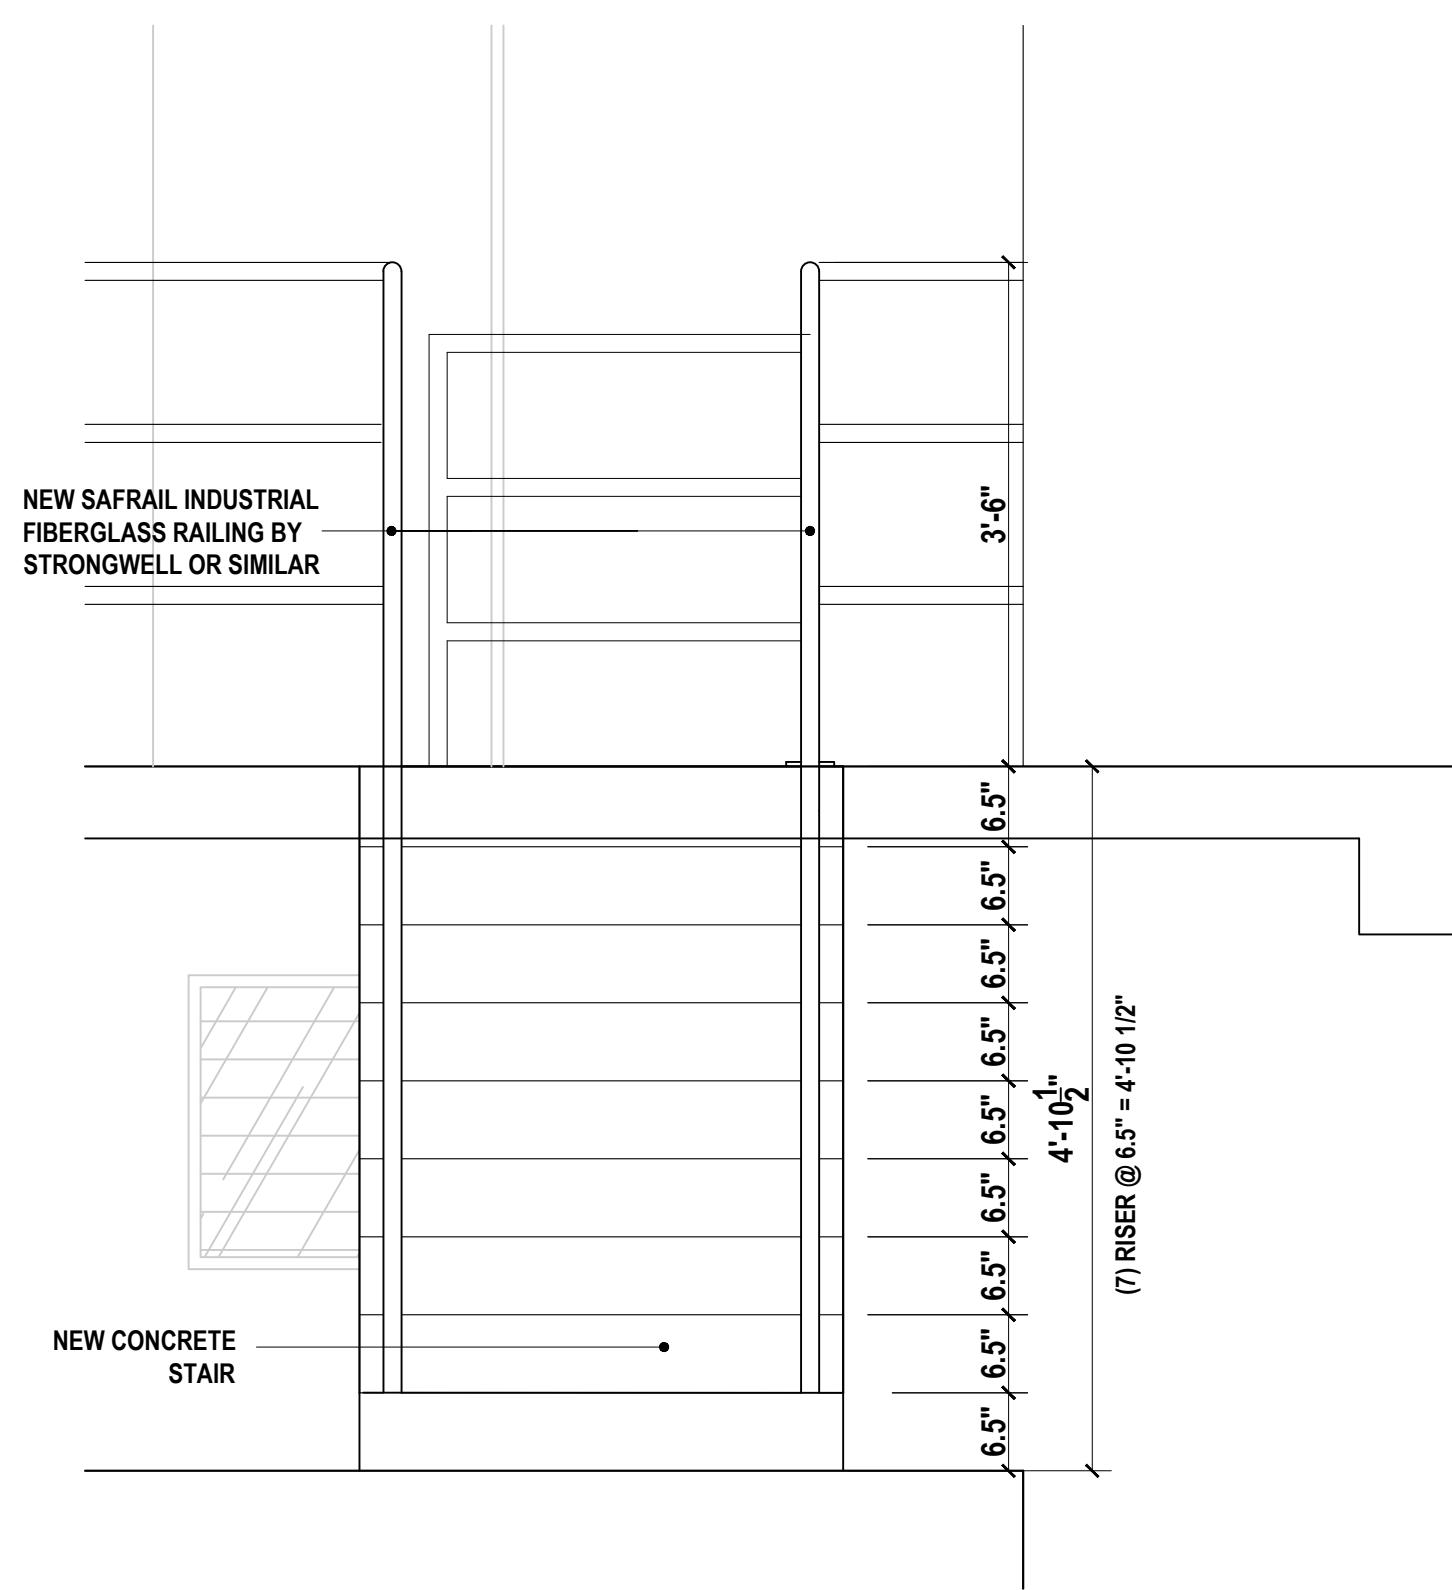 NEW SAFRAIL INDUSTRIAL
FIBERGLASS RAILING BY
STRONGWELL OR SIMILAR
3'-6"
6.5"
6.5"
6.5"
6.5"
6.5"
6.5"
6.5"
6.5"
6.5"
4'-10 1/2"
(7) RISER @ 6.5" = 4'-10 1/2"
NEW CONCRETE
STAIR